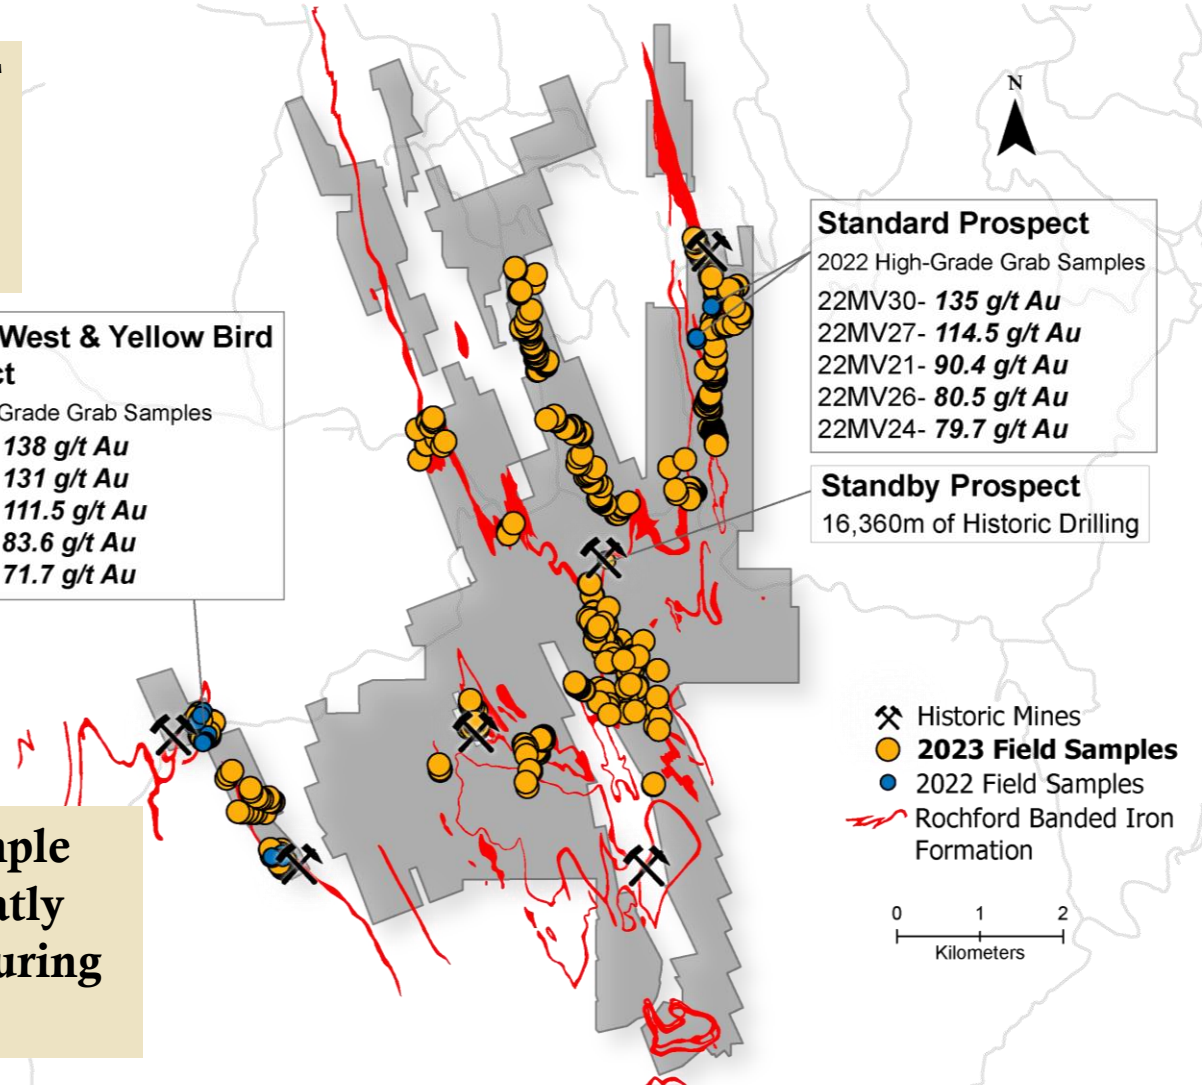 N
Standard Prospect
2022 High-Grade Grab Samples
22MV30- 135 g/t Au
22MV27- 114.5 g/t Au
22MV21- 90.4 g/t Au
22MV26- 80.5 g/t Au
22MV24- 79.7 g/t Au
West & Yellow Bird
ct
Grade Grab Samples
138 g/t Au
131 g/t Au
111.5 g/t Au
83.6 g/t Au
71.7 g/t Au
Standby Prospect
16,360m of Historic Drilling
Historic Mines
2023 Field Samples
2022 Field Samples
Rochford Banded Iron
Formation
0 1 2
Kilometers
nple
atly
uring